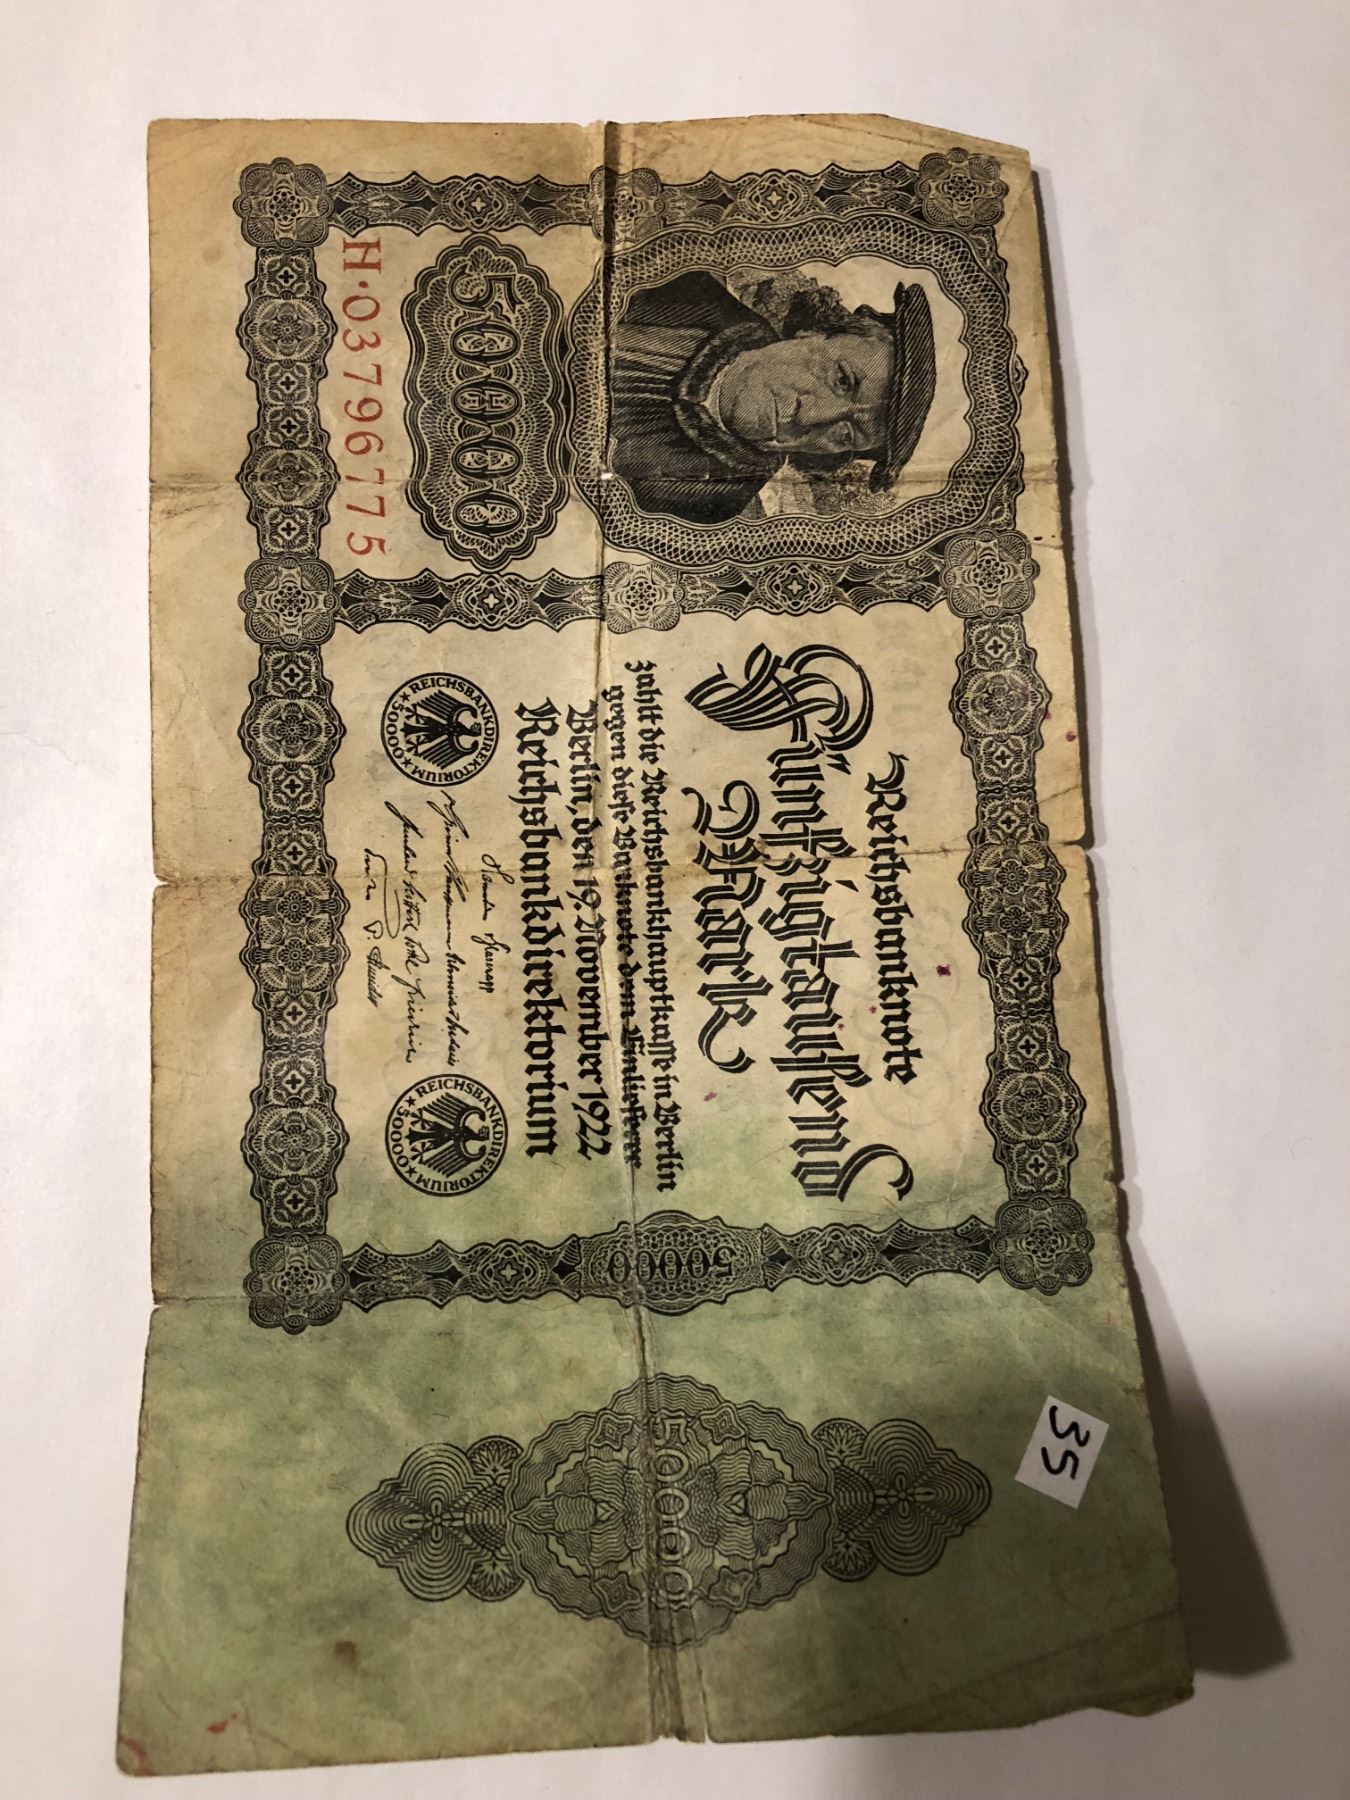 Reichsbanknote
Fünfzigtausend
Mark
zahlt die Reichsbankhauptkasse in Berlin
gegen diese Banknote dem Einlieferer
Berlin, den 19. November 1922
Reichsbankdirektorium
REICHSBANKDIREKTORIUM
★50000★
REICHSBANKDIREKTORIUM
★50000★
50000
H·03796775
50000
50000
35